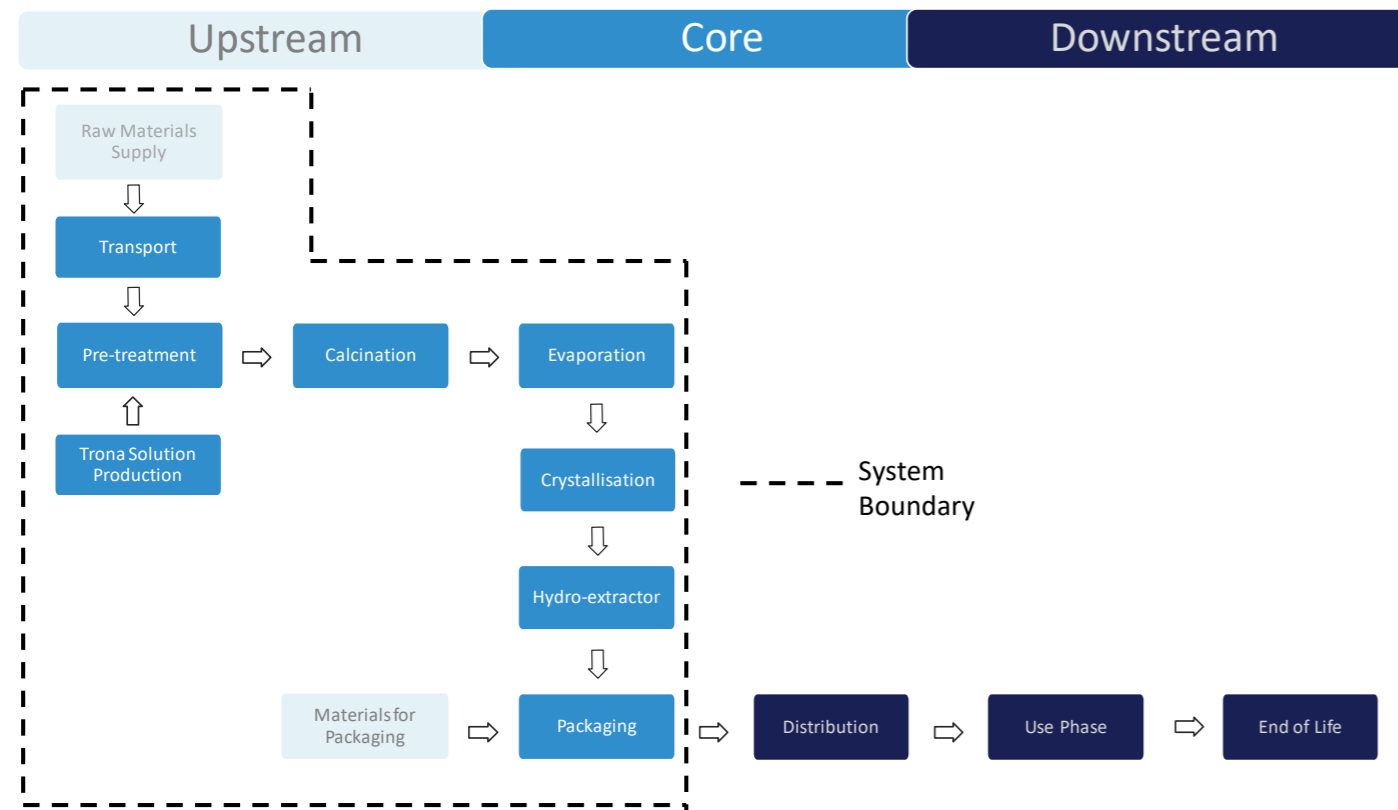 Upstream
Core
Downstream
Raw Materials
Supply
Transport
Pre-treatment
Calcination
Evaporation
Trona Solution
Production
Crystallisation
System
Boundary
Hydro-extractor
Materials for
Packaging
Packaging
Distribution
Use Phase
End of Life